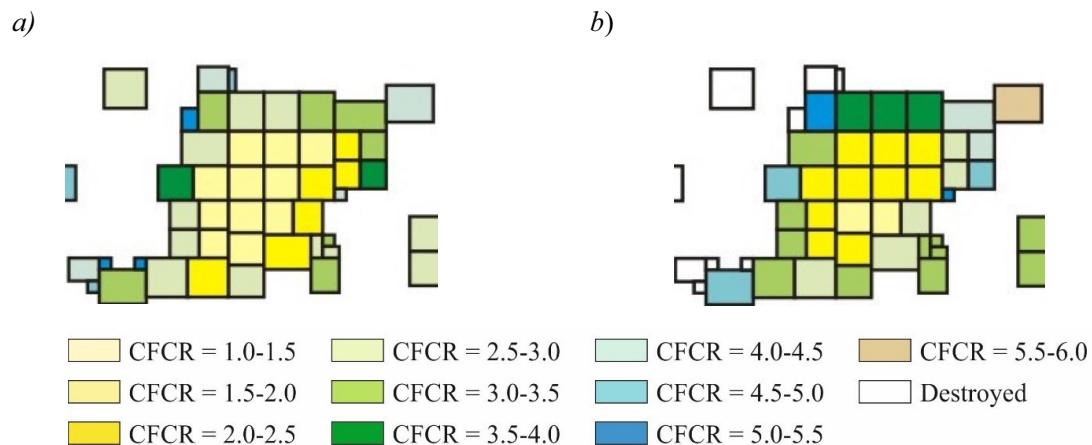 a) b)
CFCR = 1.0-1.5 CFCR = 2.5-3.0 CFCR = 4.0-4.5 CFCR = 5.5-6.0
CFCR = 1.5-2.0 CFCR = 3.0-3.5 CFCR = 4.5-5.0 Destroyed
CFCR = 2.0-2.5 CFCR = 3.5-4.0 CFCR = 5.0-5.5